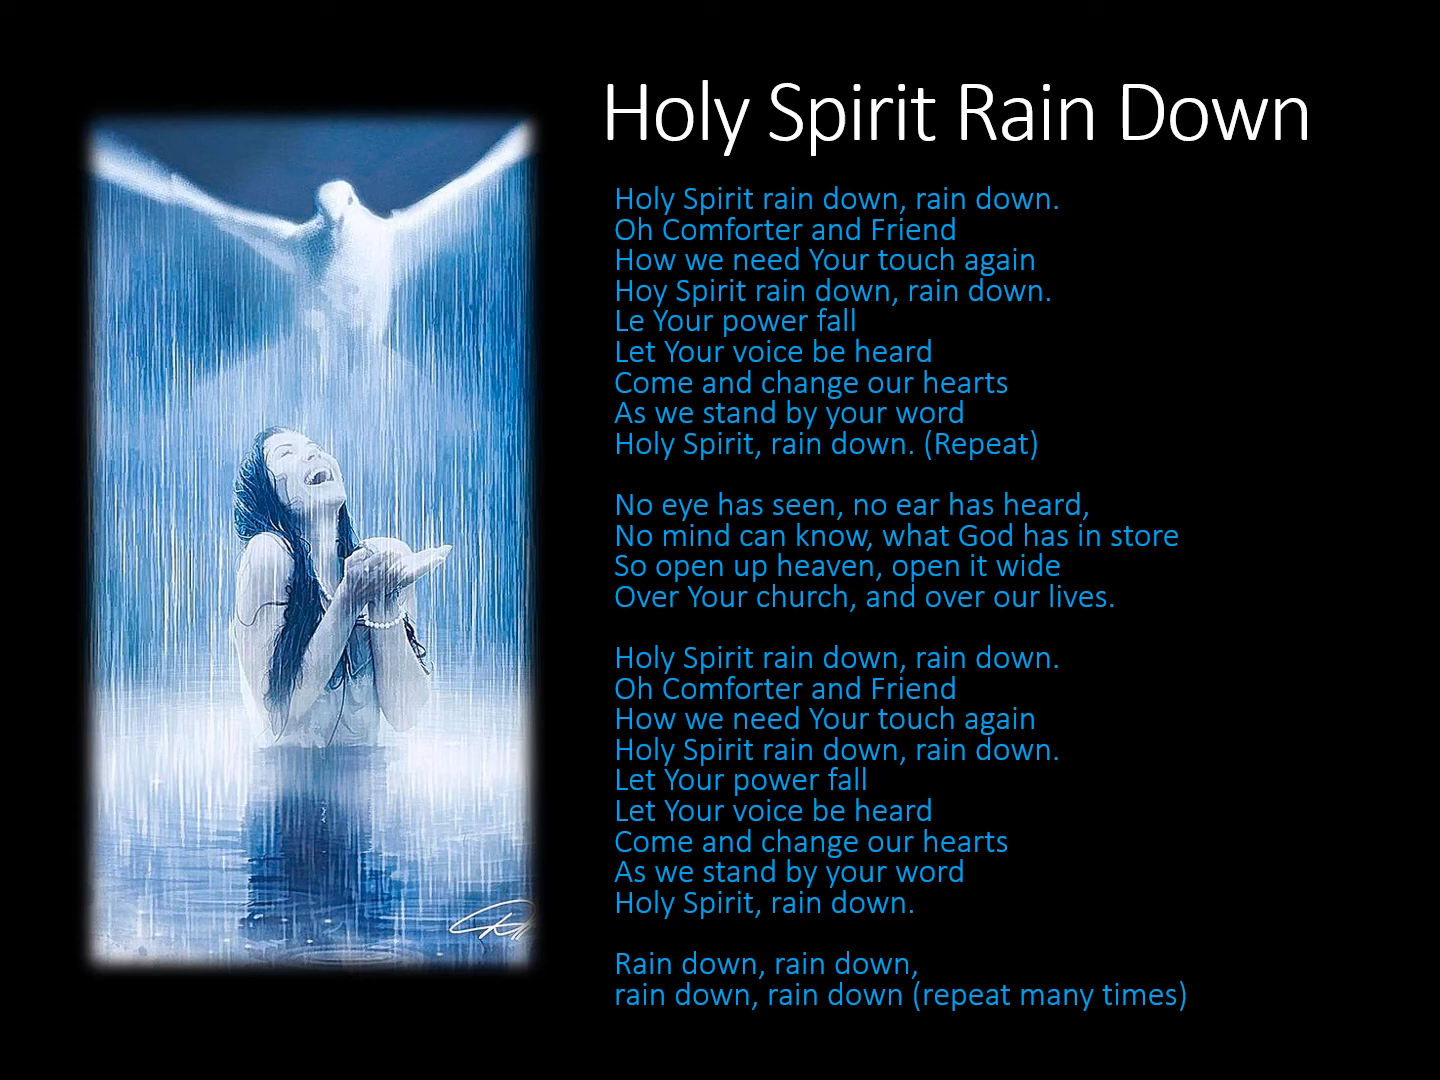 Holy Spirit Rain Down
Holy Spirit rain down, rain down.
Oh Comforter and Friend
How we need Your touch again
Hoy Spirit rain down, rain down.
Le Your power fall
Let Your voice be heard
Come and change our hearts
As we stand by your word
Holy Spirit, rain down. (Repeat)
No eye has seen, no ear has heard,
No mind can know, what God has in store
So open up heaven, open it wide
Over Your church, and over our lives.
Holy Spirit rain down, rain down.
Oh Comforter and Friend
How we need Your touch again
Holy Spirit rain down, rain down.
Let Your power fall
Let Your voice be heard
Come and change our hearts
As we stand by your word
Holy Spirit, rain down.
Rain down, rain down,
rain down, rain down (repeat many times)